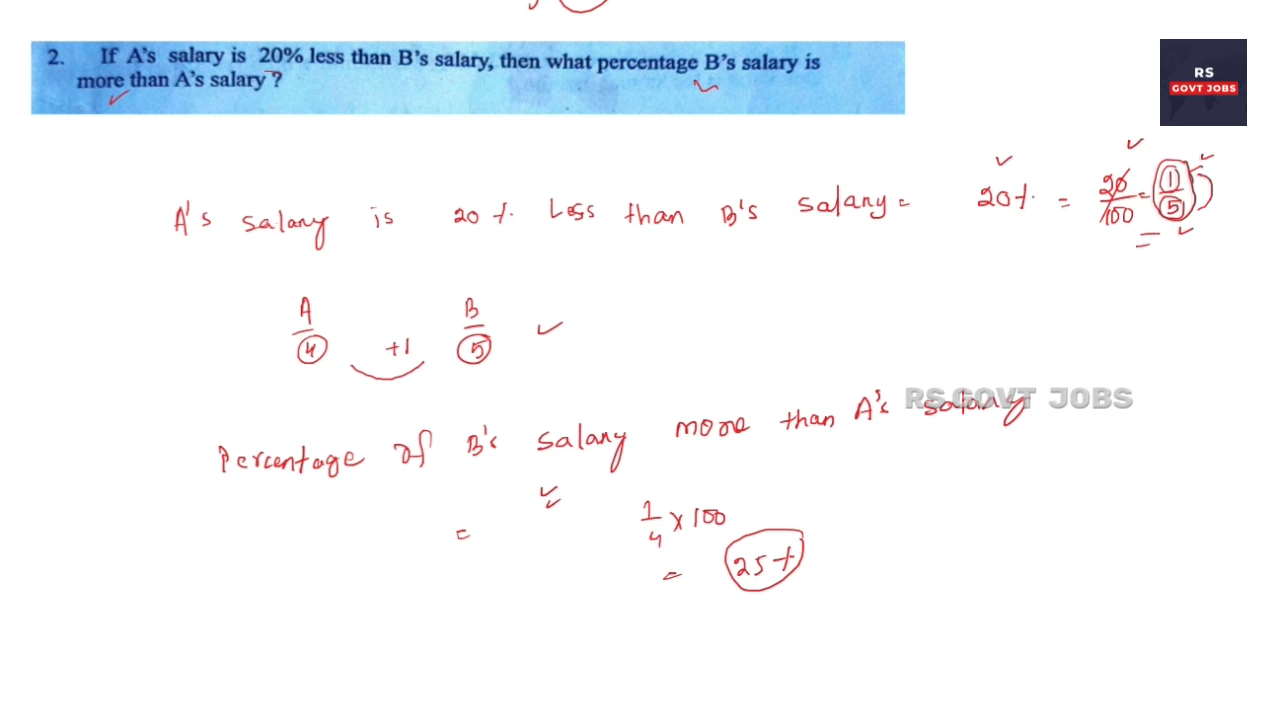 2. If A's salary is 20% less than B's salary, then what percentage B's salary is
more than A's salary ?
RS
GOVT JOBS
A's salary is 20%. Less than B's salary = 20%. = 20/100 = 1/5
A B
4 +1 5
RS GOVT JOBS
Percentage of B's salary more than A's salary
= 1/4 x 100
= 25%